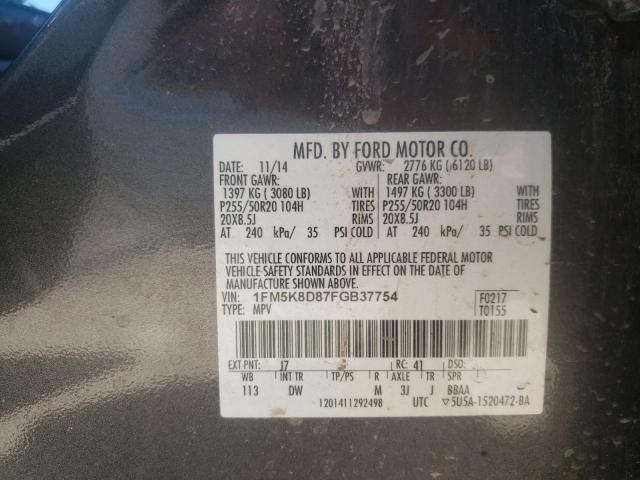 MFD. BY FORD MOTOR CO.
DATE: 11/14 GVWR: 2776 KG ( 6120 LB)
FRONT GAWR: REAR GAWR:
1397 KG ( 3080 LB) WITH 1497 KG ( 3300 LB) WITH
P255/50R20 104H TIRES P255/50R20 104H TIRES
20X8.5J RIMS 20X8.5J RIMS
AT 240 kPa/ 35 PSI COLD AT 240 kPa/ 35 PSI COLD
THIS VEHICLE CONFORMS TO ALL APPLICABLE FEDERAL MOTOR
VEHICLE SAFETY STANDARDS IN EFFECT ON THE DATE OF
MANUFACTURE SHOWN ABOVE.
VIN: 1FM5K8D87FGB37754 F0217
TYPE: MPV T0155
EXT PNT: J7 RC: 41 DSO:
WB INT TR TP/PS R AXLE TR SPR
113 DW M 3J J BBAA
1201411292498 UTC ▽5U5A-1520472-BA